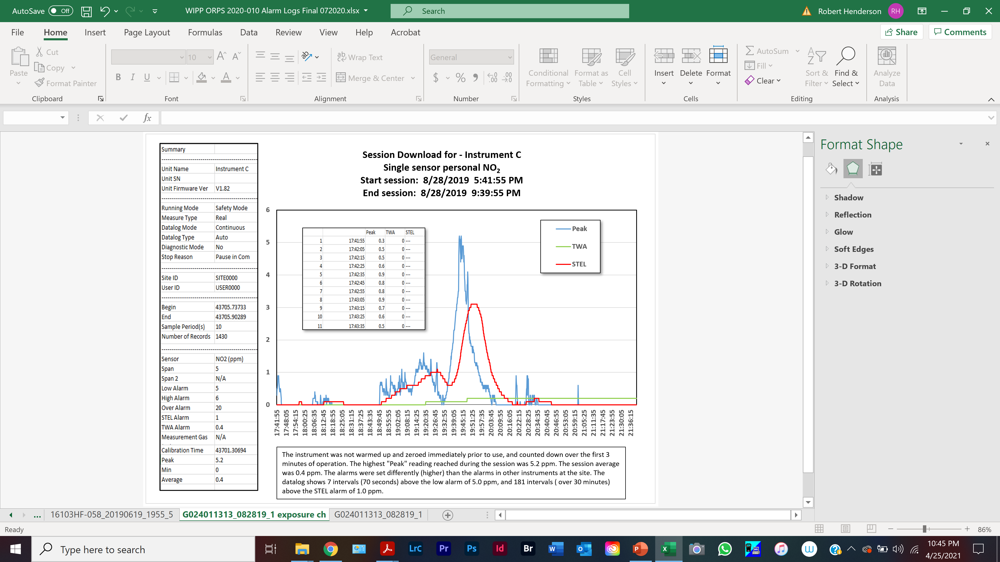 AutoSave Off WIPP ORPS 2020-010 Alarm Logs Final 072020.xlsx Search Robert Henderson RH
File Home Insert Page Layout Formulas Data Review View Help Acrobat Share Comments
Paste Cut Copy Format Painter
Clipboard
10
B I U A
Font
ab Wrap Text
Merge & Center
Alignment
General
$ % 9 .00 .00
Number
Conditional Formatting Format as Table Cell Styles
Styles
Insert Delete Format
Cells
AutoSum Fill Clear Sort & Filter Find & Select
Editing
Analyze Data
Analysis
fx
Summary
Unit Name Instrument C
Unit SN
Unit Firmware Ver V1.82
Running Mode Safety Mode
Measure Type Real
Datalog Mode Continuous
Datalog Type Auto
Diagnostic Mode No
Stop Reason Pause in Com
Site ID SITE0000
User ID USER0000
Begin 43705.73733
End 43705.90289
Sample Period(s) 10
Number of Records 1430
Sensor NO2 (ppm)
Span 5
Span 2 N/A
Low Alarm 5
High Alarm 6
Over Alarm 20
STEL Alarm 1
TWA Alarm 0.4
Measurement Gas N/A
Calibration Time 43701.30694
Peak 5.2
Min 0
Average 0.4
Session Download for - Instrument C
Single sensor personal NO2
Start session: 8/28/2019 5:41:55 PM
End session: 8/28/2019 9:39:55 PM
6
5
4
3
2
1
0
Peak TWA STEL
1 17:41:55 0.3 0 ---
2 17:42:05 0.5 0 ---
3 17:42:15 0.5 0 ---
4 17:42:25 0.6 0 ---
5 17:42:35 0.9 0 ---
6 17:42:45 0.8 0 ---
7 17:42:55 0.8 0 ---
8 17:43:05 0.9 0 ---
9 17:43:15 0.7 0 ---
10 17:43:25 0.6 0 ---
11 17:43:35 0.5 0 ---
Peak
TWA
STEL
17:41:55 17:48:05 17:54:15 18:00:25 18:06:35 18:12:45 18:18:55 18:25:05 18:31:15 18:37:25 18:43:35 18:49:45 18:55:55 19:02:05 19:08:15 19:14:25 19:20:35 19:26:45 19:32:55 19:39:05 19:45:15 19:51:25 19:57:35 20:03:45 20:09:55 20:16:05 20:22:15 20:28:25 20:34:35 20:40:45 20:46:55 20:53:05 20:59:15 21:05:25 21:11:35 21:17:45 21:23:55 21:30:05 21:36:15
The instrument was not warmed up and zeroed immediately prior to use, and counted down over the first 3
minutes of operation. The highest "Peak" reading reached during the session was 5.2 ppm. The session average
was 0.4 ppm. The alarms were set differently (higher) than the alarms in other instruments at the site. The
datalog shows 7 intervals (70 seconds) above the low alarm of 5.0 ppm, and 181 intervals ( over 30 minutes)
above the STEL alarm of 1.0 ppm.
Format Shape
Shadow
Reflection
Glow
Soft Edges
3-D Format
3-D Rotation
... 16103HF-058_20190619_1955_5 G024011313_082819_1 exposure ch G024011313_082819_1
Ready 86%
Type here to search LrC Pr Ps Id Br W O P X 10:45 PM
4/25/2021